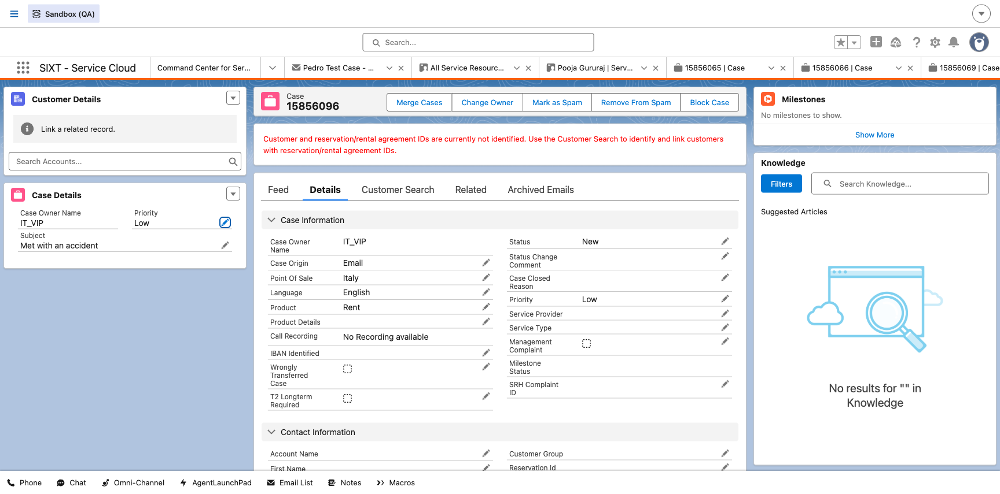 Sandbox (QA)
Search...
SIXT - Service Cloud
Command Center for Ser...
Pedro Test Case - ...
All Service Resourc...
Pooja Gururaj | Serv...
15856065 | Case
15856066 | Case
15856069 | Case
Customer Details
Link a related record.
Search Accounts...
Case Details
Case Owner Name
IT_VIP
Priority
Low
Subject
Met with an accident
Case
15856096
Merge Cases
Change Owner
Mark as Spam
Remove From Spam
Block Case
Customer and reservation/rental agreement IDs are currently not identified. Use the Customer Search to identify and link customers
with reservation/rental agreement IDs.
Feed
Details
Customer Search
Related
Archived Emails
Case Information
Case Owner
Name
IT_VIP
Case Origin
Email
Point Of Sale
Italy
Language
English
Product
Rent
Product Details
Call Recording
No Recording available
IBAN Identified
Wrongly
Transferred
Case
T2 Longterm
Required
Status
New
Status Change
Comment
Case Closed
Reason
Priority
Low
Service Provider
Service Type
Management
Complaint
Milestone
Status
SRH Complaint
ID
Contact Information
Account Name
First Name
Customer Group
Reservation Id
Milestones
No milestones to show.
Show More
Knowledge
Filters
Search Knowledge...
Suggested Articles
No results for "" in
Knowledge
Phone
Chat
Omni-Channel
AgentLaunchPad
Email List
Notes
Macros